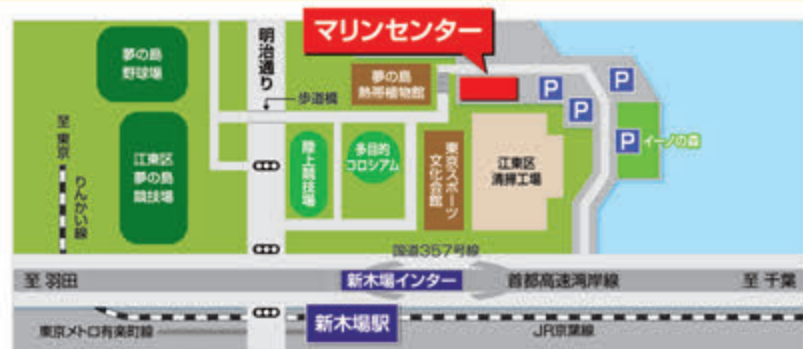 マリンセンター
夢の島
野球場
明治通り
夢の島
熱帯植物館
P
P
P
P
イーノの森
歩道橋
至 東京
りんかい線
江東区
夢の島
競技場
陸上競技場
多目的
コロシアム
東京スポーツ
文化会館
江東区
清掃工場
国道357号線
至 羽田
新木場インター
首都高速湾岸線
至 千葉
新木場駅
東京メトロ有楽町線
JR京葉線